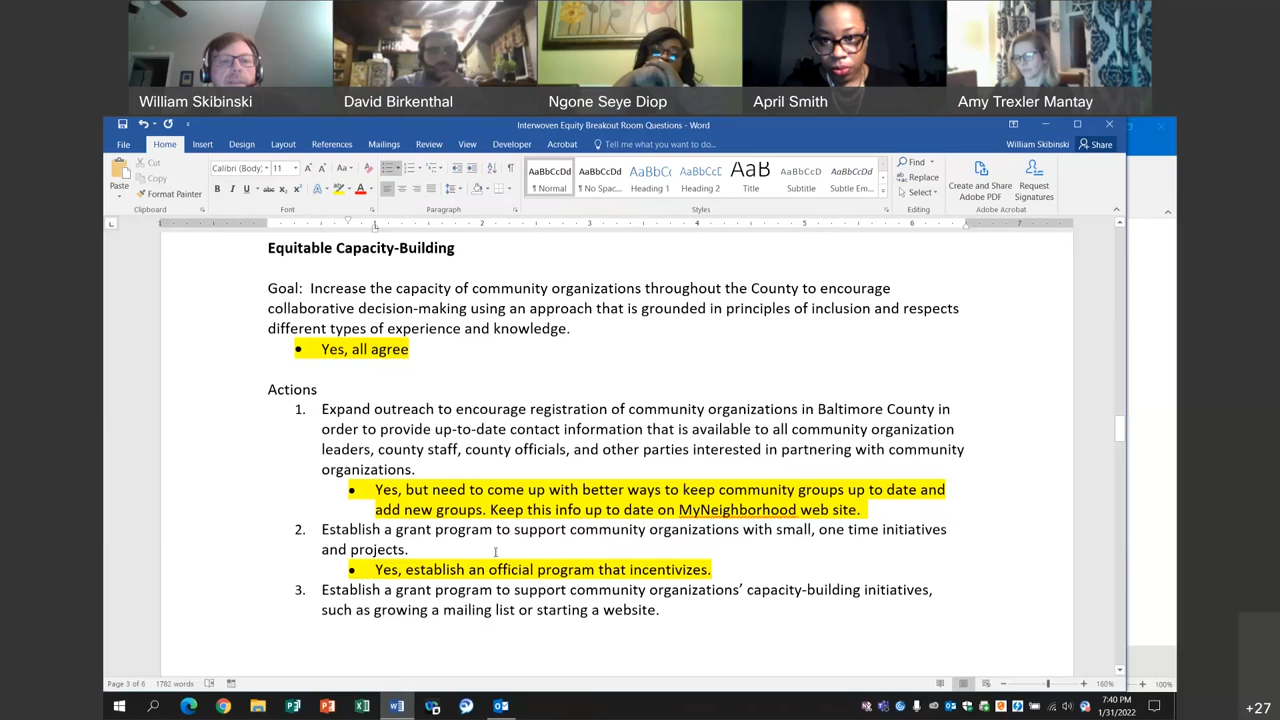 William Skibinski
David Birkenthal
Ngone Seye Diop
April Smith
Amy Trexler Mantay
Interwoven Equity Breakout Room Questions - Word
File Home Insert Design Layout References Mailings Review View Developer Acrobat Tell me what you want to do... William Skibinski Share
Paste
Cut
Copy
Format Painter
Clipboard
Calibri (Body) 11
Font
Paragraph
AaBbCcDd AaBbCcDd AaBbCc AaBbCcD AaB AaBbCcD AaBbCcDd
¶ Normal ¶ No Spac... Heading 1 Heading 2 Title Subtitle Subtle Em...
Styles
Find
Replace
Select
Editing
Create and Share Adobe PDF
Request Signatures
Adobe Acrobat
1 1 2 3 4 5 6 7
Equitable Capacity-Building
Goal: Increase the capacity of community organizations throughout the County to encourage
collaborative decision-making using an approach that is grounded in principles of inclusion and respects
different types of experience and knowledge.
• Yes, all agree
Actions
1. Expand outreach to encourage registration of community organizations in Baltimore County in
order to provide up-to-date contact information that is available to all community organization
leaders, county staff, county officials, and other parties interested in partnering with community
organizations.
• Yes, but need to come up with better ways to keep community groups up to date and
add new groups. Keep this info up to date on MyNeighborhood web site.
2. Establish a grant program to support community organizations with small, one time initiatives
and projects.
• Yes, establish an official program that incentivizes.
3. Establish a grant program to support community organizations’ capacity-building initiatives,
such as growing a mailing list or starting a website.
Page 3 of 6 1782 words
160%
100%
7:40 PM
1/31/2022
+27